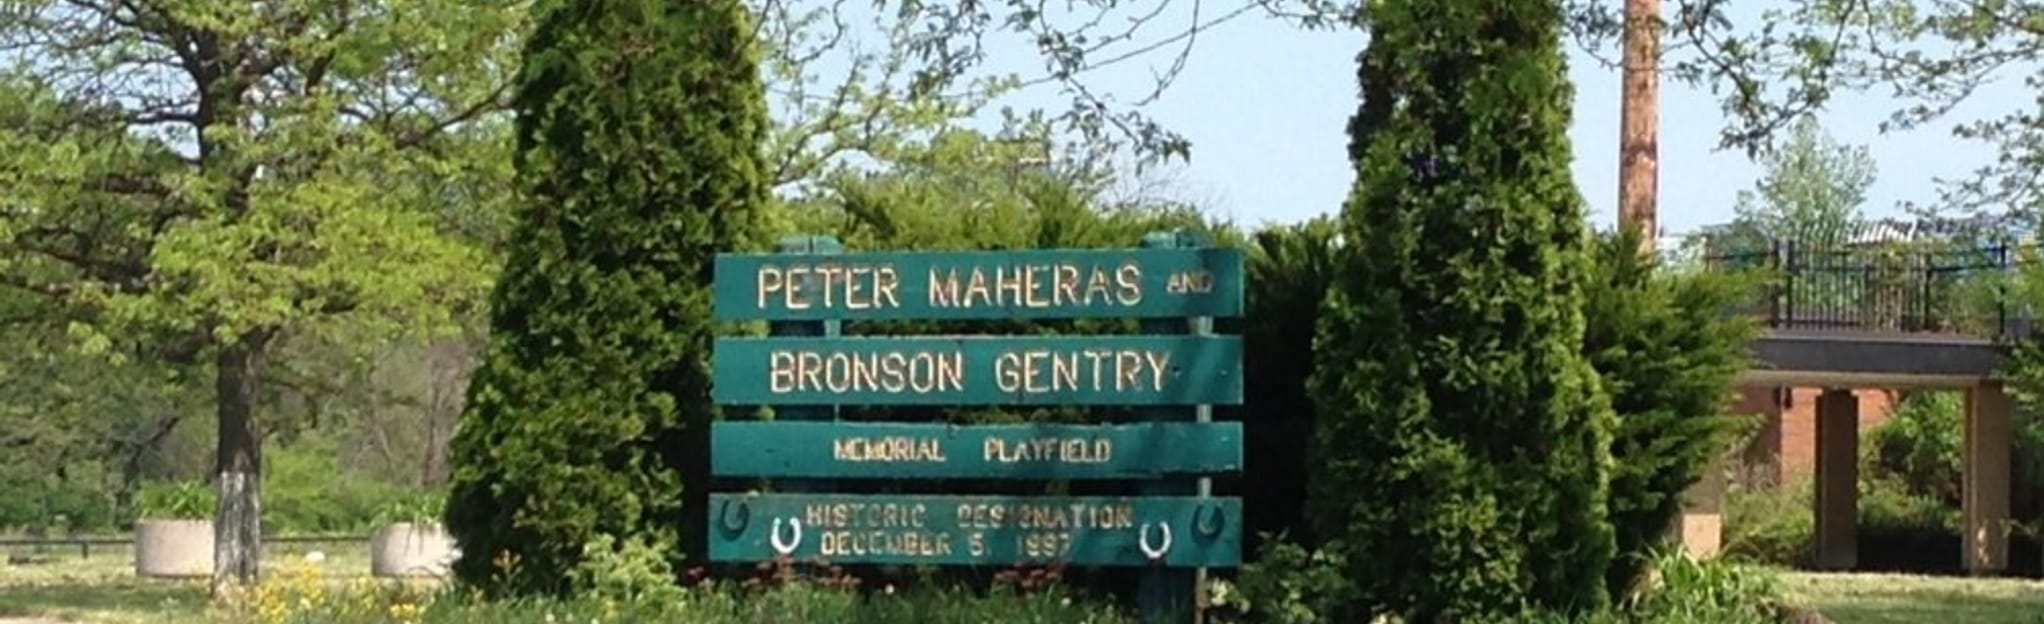 PETER MAHERAS AND
BRONSON GENTRY
MEMORIAL PLAYFIELD
HISTORIC DESIGNATION
DECEMBER 5, 1997